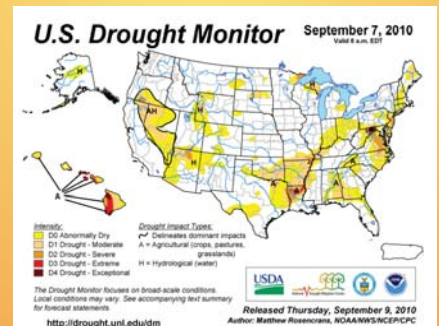 U.S. Drought Monitor
September 7, 2010
Valid 8 a.m. EDT
H
AH
H
H
H
A
A
A
A
A
Intensity:
D0 Abnormally Dry
D1 Drought - Moderate
D2 Drought - Severe
D3 Drought - Extreme
D4 Drought - Exceptional
Drought Impact Types:
Delineates dominant impacts
A = Agricultural (crops, pastures,
grasslands)
H = Hydrological (water)
The Drought Monitor focuses on broad-scale conditions.
Local conditions may vary. See accompanying text summary
for forecast statements.
http://drought.unl.edu/dm
USDA
Released Thursday, September 9, 2010
Author: Matthew Rosencrans, NOAA/NWS/NCEP/CPC